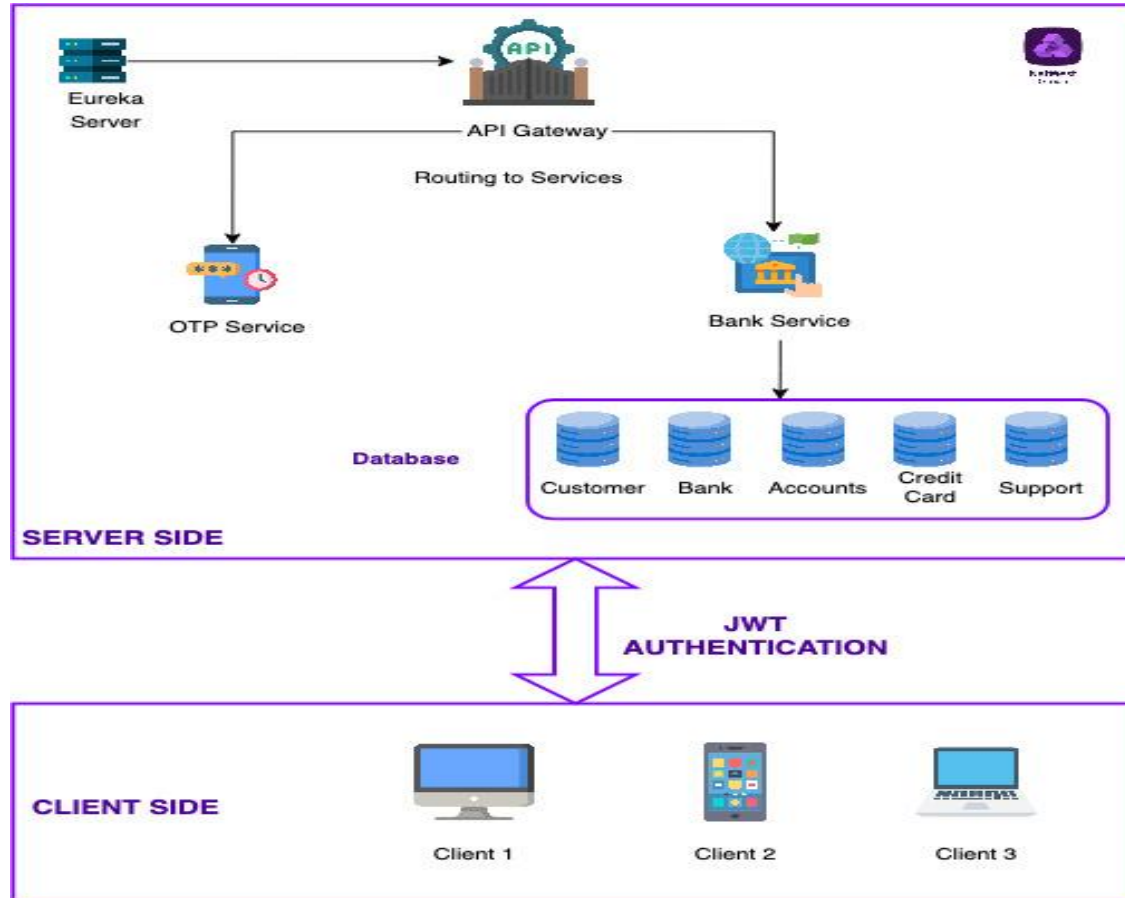 API
Eureka
Server
API Gateway
Routing to Services
***
OTP Service
Bank Service
Database
Customer
Bank
Accounts
Credit
Card
Support
SERVER SIDE
JWT
AUTHENTICATION
CLIENT SIDE
Client 1
Client 2
Client 3